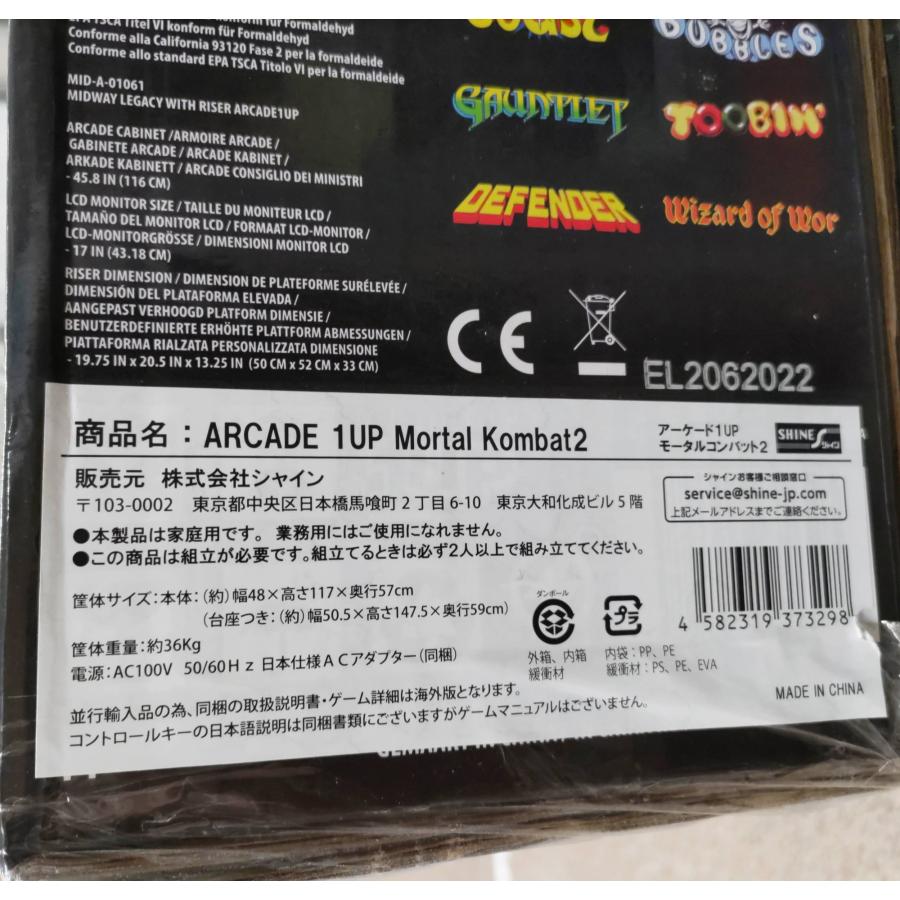 EPA TSCA Titel VI konform für Formaldehyd
Conforme alla California 93120 Fase 2 per la formaldeide
Conforme allo standard EPA TSCA Titolo VI per la formaldeide
MID-A-01061
MIDWAY LEGACY WITH RISER ARCADE1UP
ARCADE CABINET /ARMOIRE ARCADE /
GABINETE ARCADE / ARCADE KABINET /
ARKADE KABINETT / ARCADE CONSIGLIO DEI MINISTRI
- 45.8 IN (116 CM)
LCD MONITOR SIZE / TAILLE DU MONITEUR LCD /
TAMAÑO DEL MONITOR LCD / FORMAAT LCD-MONITOR /
LCD-MONITORGRÖSSE / DIMENSIONI MONITOR LCD
- 17 IN (43.18 CM)
RISER DIMENSION / DIMENSION DE PLATEFORME SURÉLEVÉE /
DIMENSIÓN DEL PLATAFORMA ELEVADA /
AANGEPAST VERHOOGD PLATFORM DIMENSIE /
BENUTZERDEFINIERTE ERHÖHTE PLATTFORM ABMESSUNGEN /
PIATTAFORMA RIALZATA PERSONALIZZATA DIMENSIONE
- 19.75 IN x 20.5 IN x 13.25 IN (50 CM x 52 CM x 33 CM)
JOUST
BUBBLES
GAUNTLET
TOOBIN'
DEFENDER
Wizard of Wor
CE
EL2062022
商品名：ARCADE 1UP Mortal Kombat2
アーケード1UP
モータルコンバット2
SHINE シャイン
販売元 株式会社シャイン
〒103-0002 東京都中央区日本橋馬喰町2丁目6-10 東京大和化成ビル5階
シャインお客様ご相談窓口
service@shine-jp.com
上記メールアドレスまでご連絡ください。
●本製品は家庭用です。業務用にはご使用になれません。
●この商品は組立が必要です。組立てるときは必ず2人以上で組み立ててください。
筐体サイズ：本体：（約）幅48×高さ117×奥行57cm
（台座つき：（約）幅50.5×高さ147.5×奥行59cm）
筐体重量：約36Kg
電源：AC100V 50/60Hz 日本仕様ACアダプター（同梱）
ダンボール
外箱、内箱
緩衝材
プラ
内袋：PP、PE
緩衝材：PS、PE、EVA
4 582319 373298
並行輸入品の為、同梱の取扱説明書・ゲーム詳細は海外版となります。
コントロールキーの日本語説明は同梱書類にございますがゲームマニュアルはございません。
MADE IN CHINA